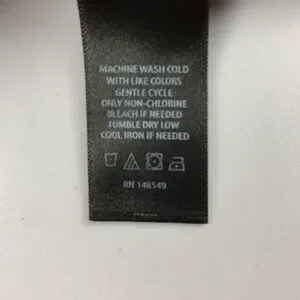 MACHINE WASH COLD
WITH LIKE COLORS
GENTLE CYCLE
ONLY NON-CHLORINE
BLEACH IF NEEDED
TUMBLE DRY LOW
COOL IRON IF NEEDED
RN 148549